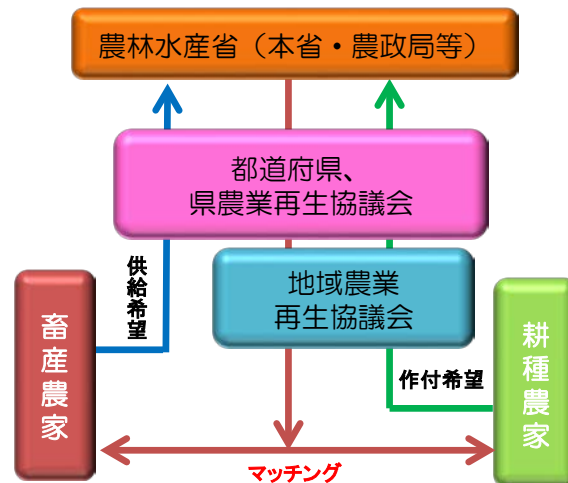 農林水産省（本省・農政局等）
都道府県、
県農業再生協議会
供給希望
地域農業
再生協議会
畜産農家
耕種農家
作付希望
マッチング